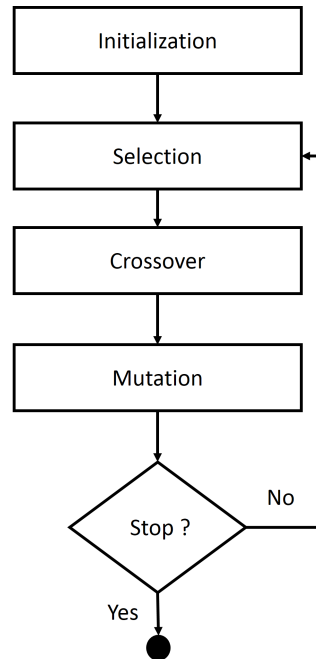 Initialization
Selection
Crossover
Mutation
Stop ?
No
Yes